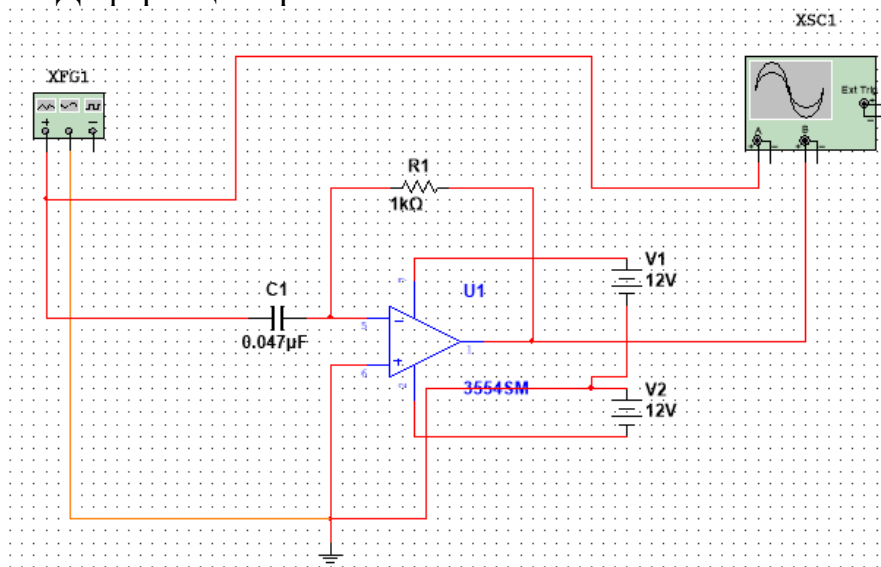 XSC1
XFG1
Ext Trig
A
B
R1
1kΩ
V1
12V
C1
U1
0.047µF
3554SM
V2
12V